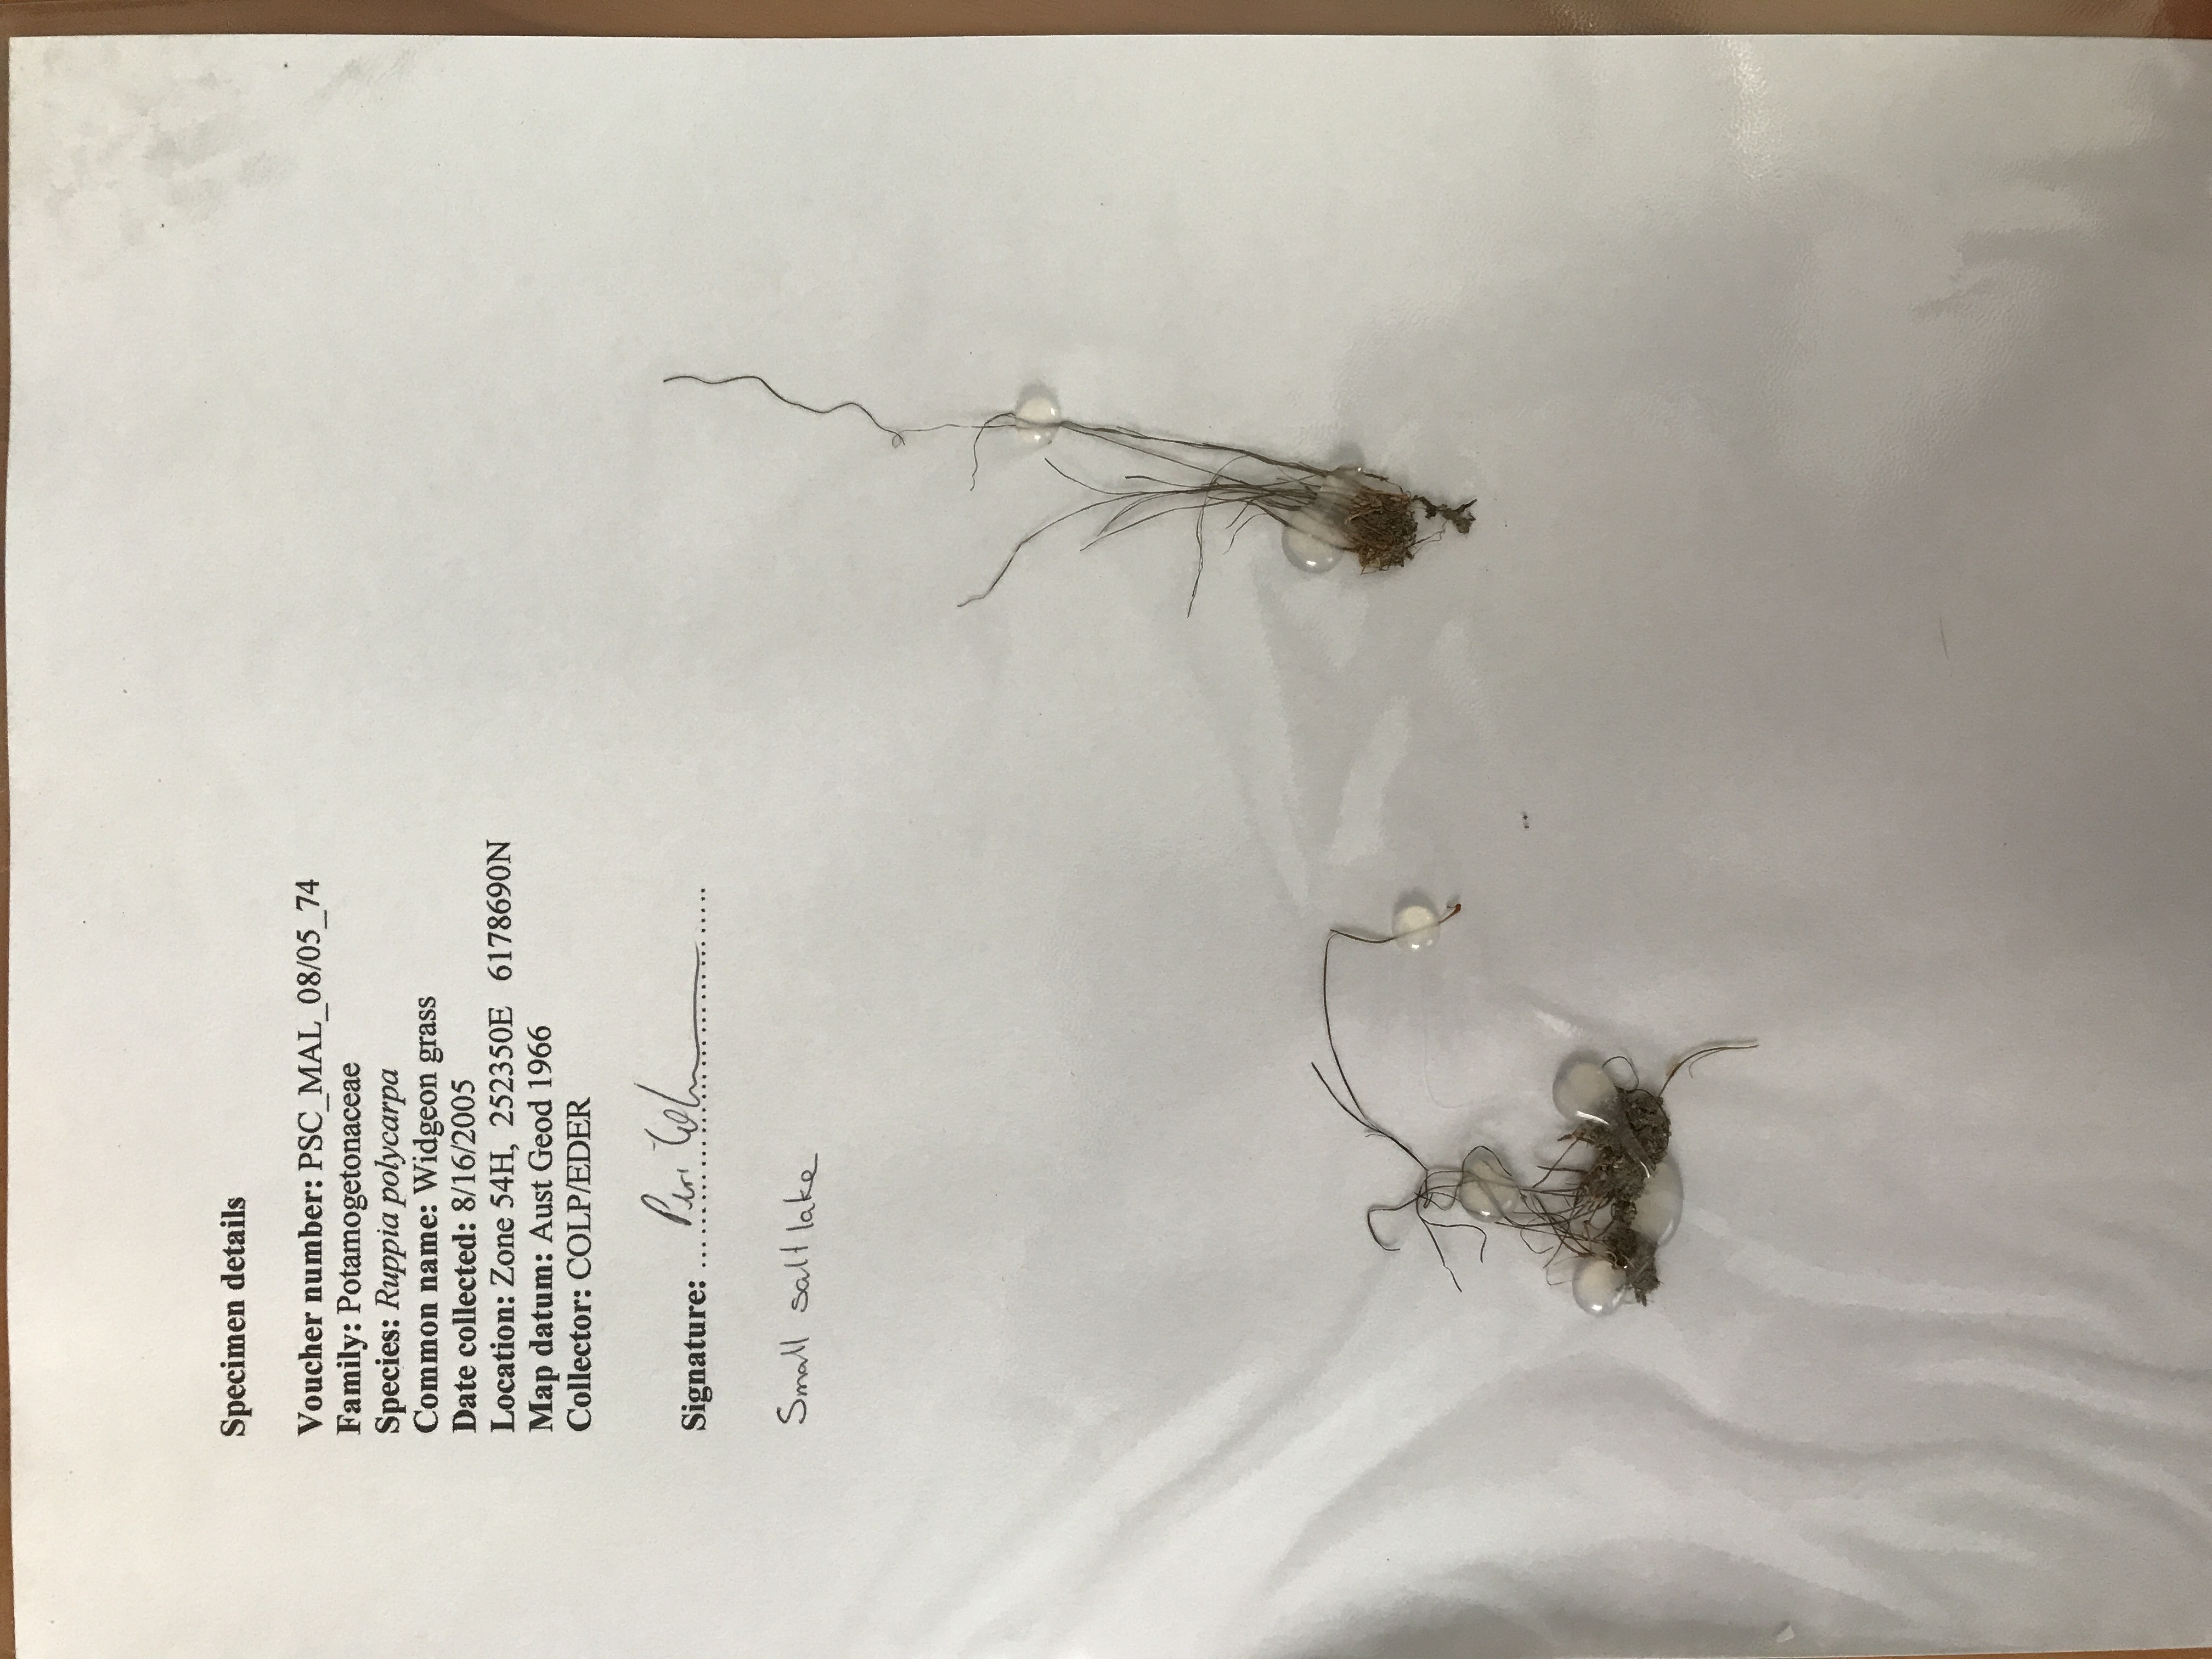 Specimen details
Voucher number: PSC_MAL_08/05_74
Family: Potamogetonaceae
Species: Ruppia polycarpa
Common name: Widgeon grass
Date collected: 8/16/2005
Location: Zone 54H, 252350E 6178690N
Map datum: Aust Geod 1966
Collector: COLP/EDER
Signature: ....................................
Small salt lake